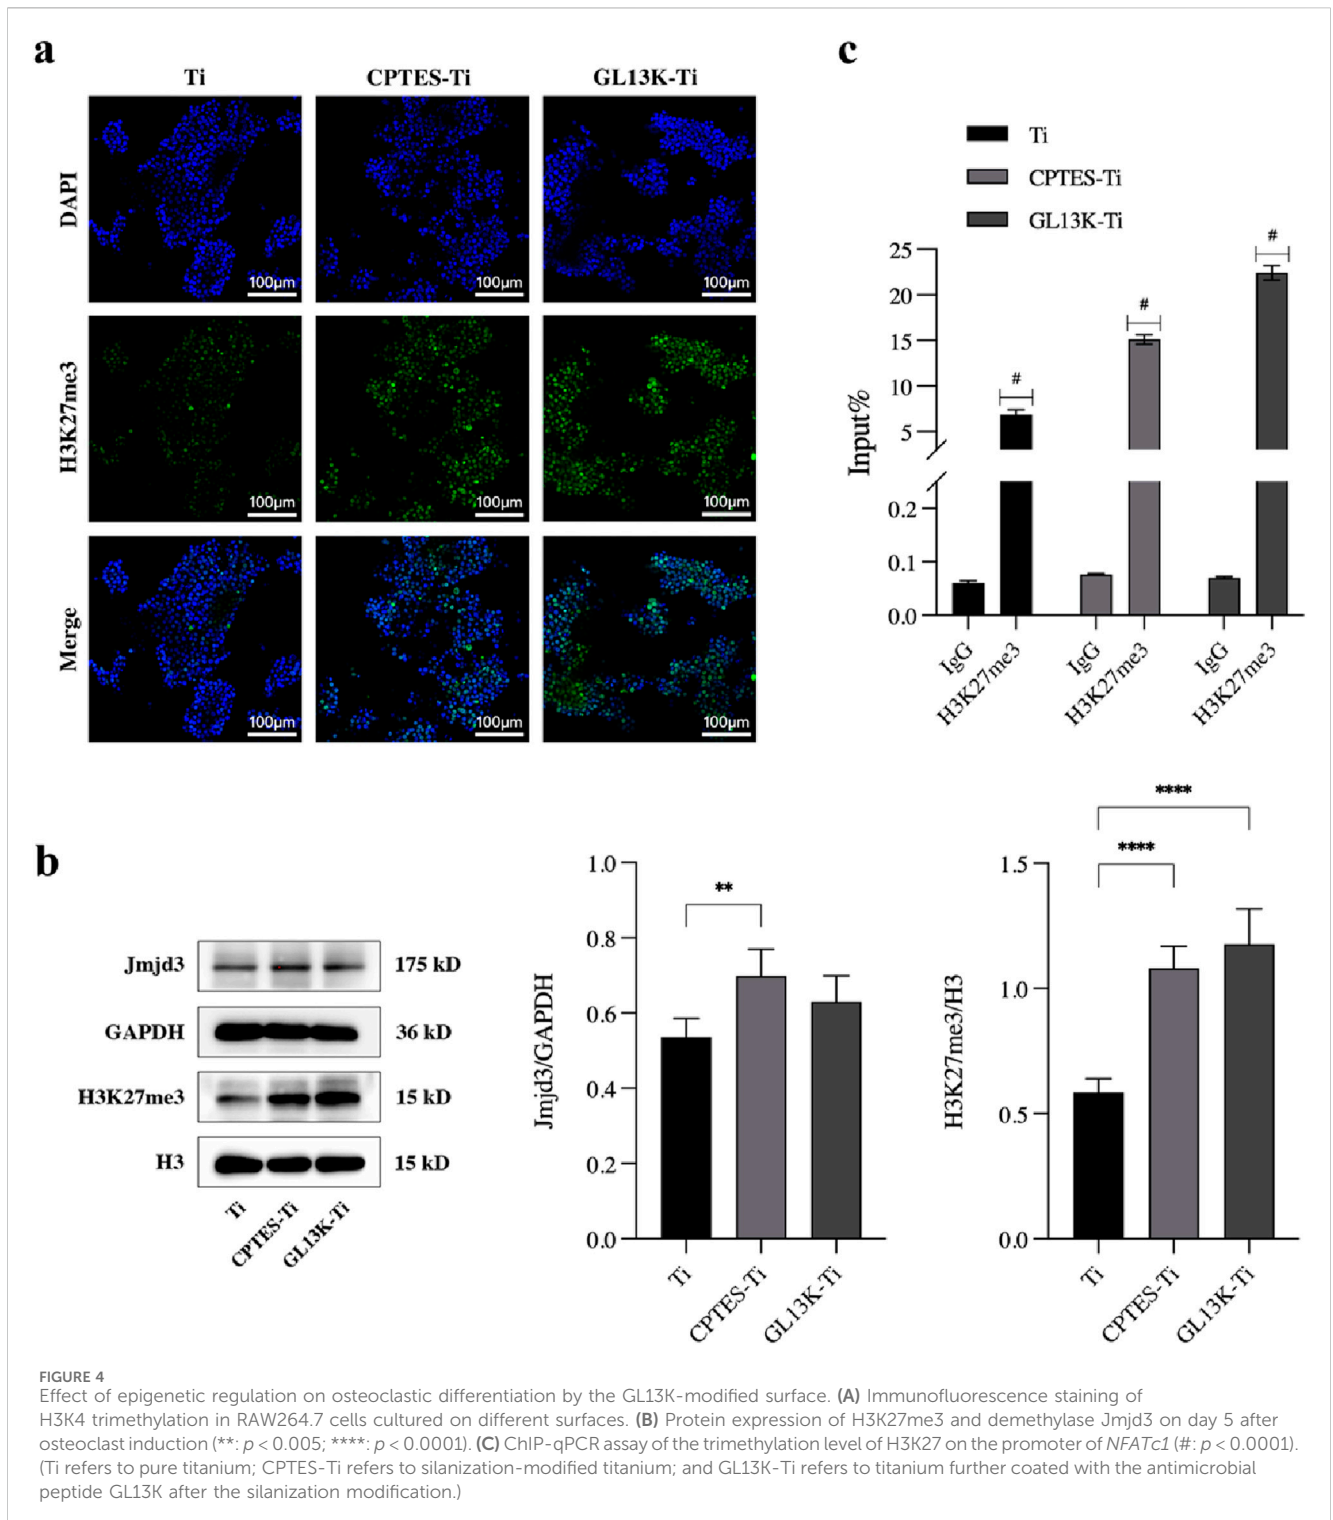 a
Ti CPTES-Ti GL13K-Ti
DAPI
100µm 100µm 100µm
H3K27me3
100µm 100µm 100µm
Merge
100µm 100µm 100µm
c
Ti
CPTES-Ti
GL13K-Ti
Input%
25
20
15
10
5
0.2
0.1
0.0
# # #
IgG H3K27me3 IgG H3K27me3 IgG H3K27me3
b
Jmjd3 175 kD
GAPDH 36 kD
H3K27me3 15 kD
H3 15 kD
Ti CPTES-Ti GL13K-Ti
Jmjd3/GAPDH
1.0
0.8
0.6
0.4
0.2
0.0
**
Ti CPTES-Ti GL13K-Ti
H3K27me3/H3
1.5
1.0
0.5
0.0
****
****
Ti CPTES-Ti GL13K-Ti
FIGURE 4
Effect of epigenetic regulation on osteoclastic differentiation by the GL13K-modified surface. (A) Immunofluorescence staining of
H3K4 trimethylation in RAW264.7 cells cultured on different surfaces. (B) Protein expression of H3K27me3 and demethylase Jmjd3 on day 5 after
osteoclast induction (**: p < 0.005; ****: p < 0.0001). (C) ChIP-qPCR assay of the trimethylation level of H3K27 on the promoter of NFATc1 (#: p < 0.0001).
(Ti refers to pure titanium; CPTES-Ti refers to silanization-modified titanium; and GL13K-Ti refers to titanium further coated with the antimicrobial
peptide GL13K after the silanization modification.)